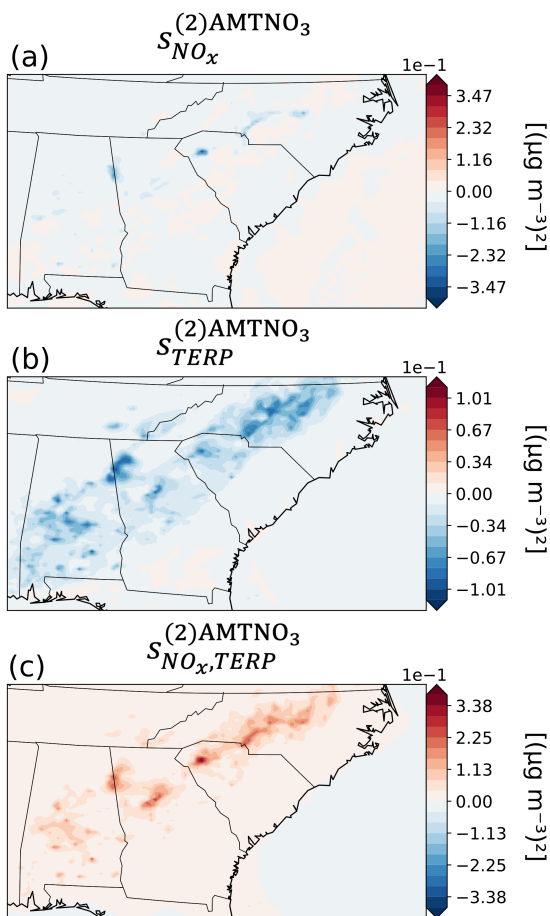 (a) S_{NO_x}^{(2)AMTNO_3}
1e−1
3.47
2.32
1.16
0.00
−1.16
−2.32
−3.47
[(μg m⁻³)²]
(b) S_{TERP}^{(2)AMTNO_3}
1e−1
1.01
0.67
0.34
0.00
−0.34
−0.67
−1.01
[(μg m⁻³)²]
(c) S_{NO_x,TERP}^{(2)AMTNO_3}
1e−1
3.38
2.25
1.13
0.00
−1.13
−2.25
−3.38
[(μg m⁻³)²]